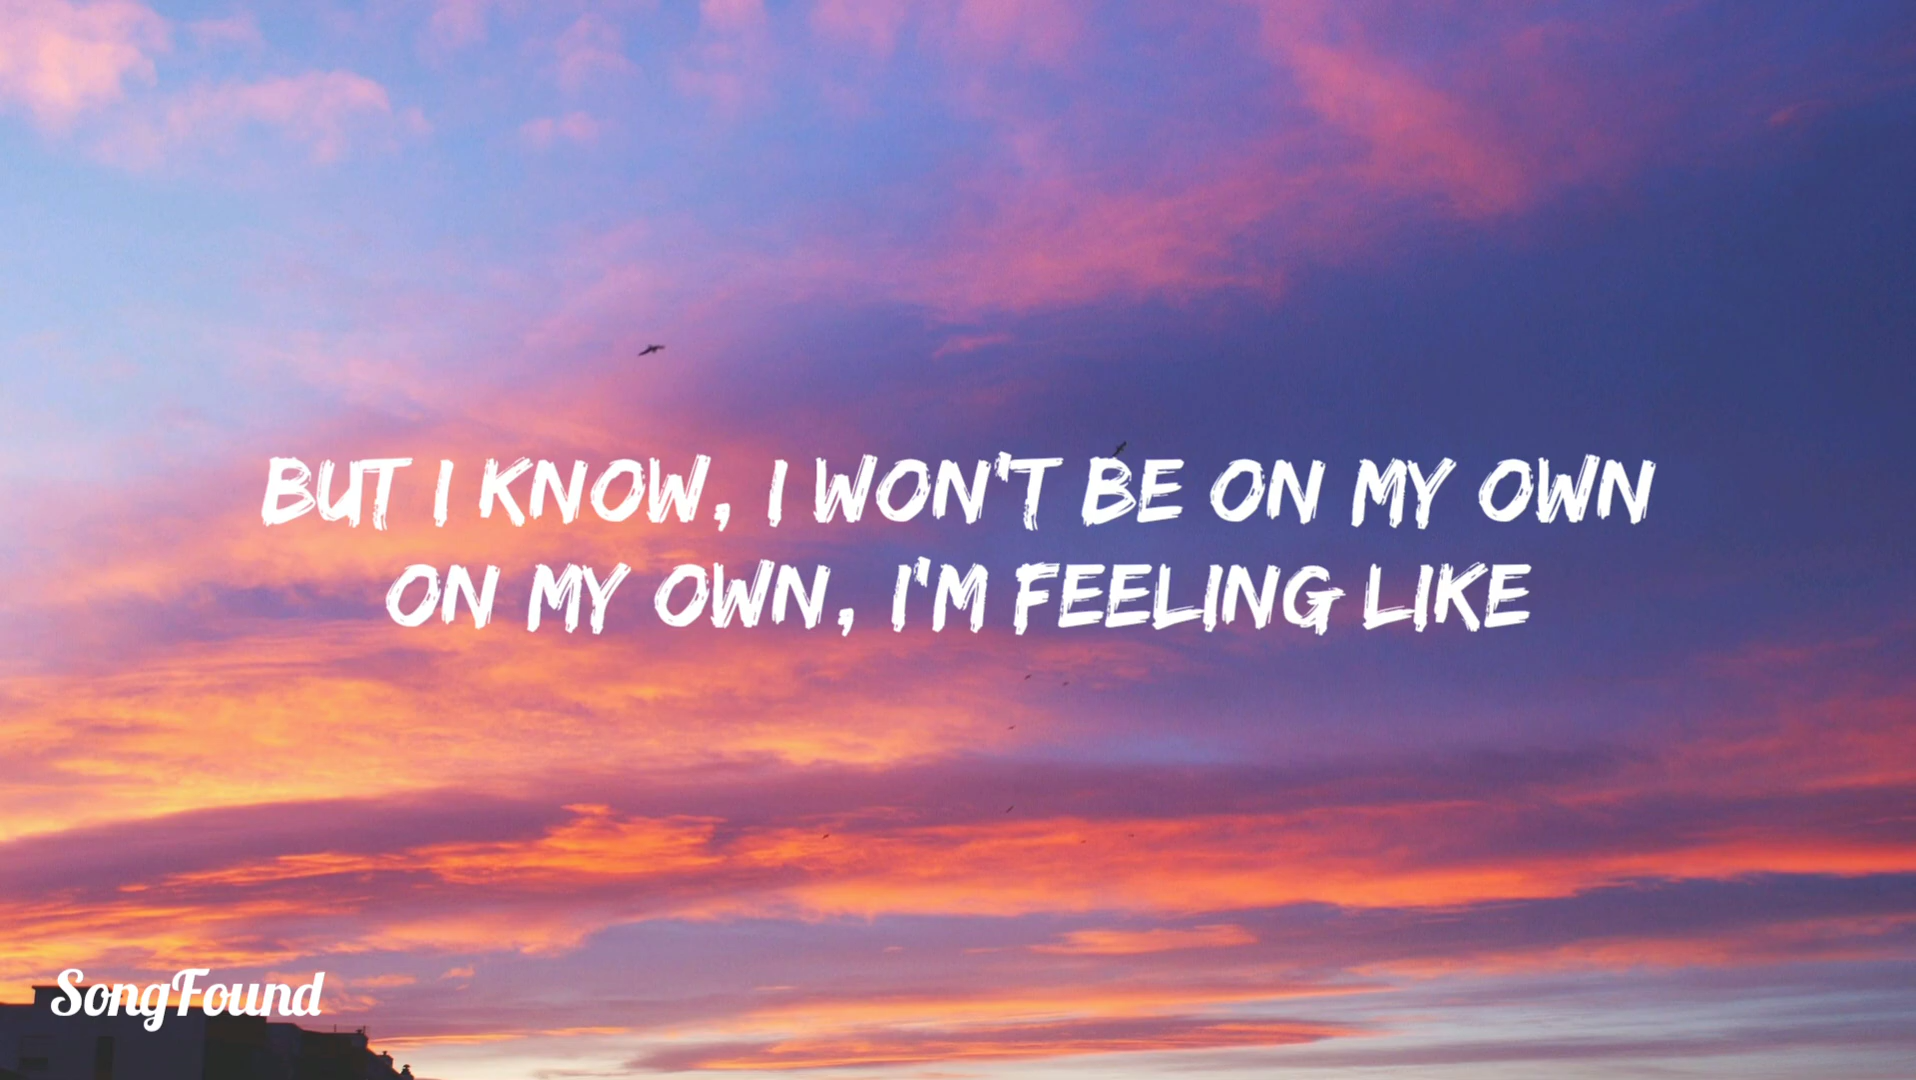 BUT I KNOW, I WON'T BE ON MY OWN
ON MY OWN, I'M FEELING LIKE
SongFound